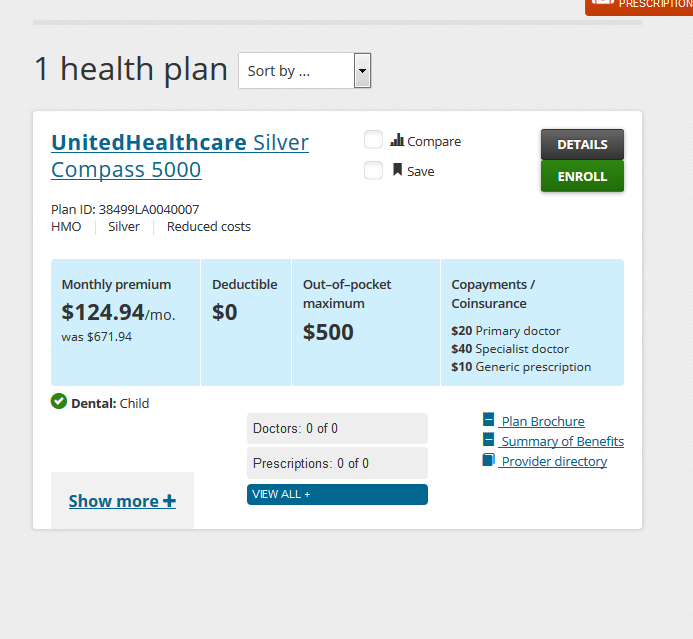 PRESCRIPTION
1 health plan
Sort by ...
UnitedHealthcare Silver
Compass 5000
Compare
Save
DETAILS
ENROLL
Plan ID: 38499LA0040007
HMO Silver Reduced costs
Monthly premium
$124.94/mo.
was $671.94
Deductible
$0
Out-of-pocket
maximum
$500
Copayments /
Coinsurance
$20 Primary doctor
$40 Specialist doctor
$10 Generic prescription
Dental: Child
Doctors: 0 of 0
Prescriptions: 0 of 0
VIEW ALL +
Plan Brochure
Summary of Benefits
Provider directory
Show more +